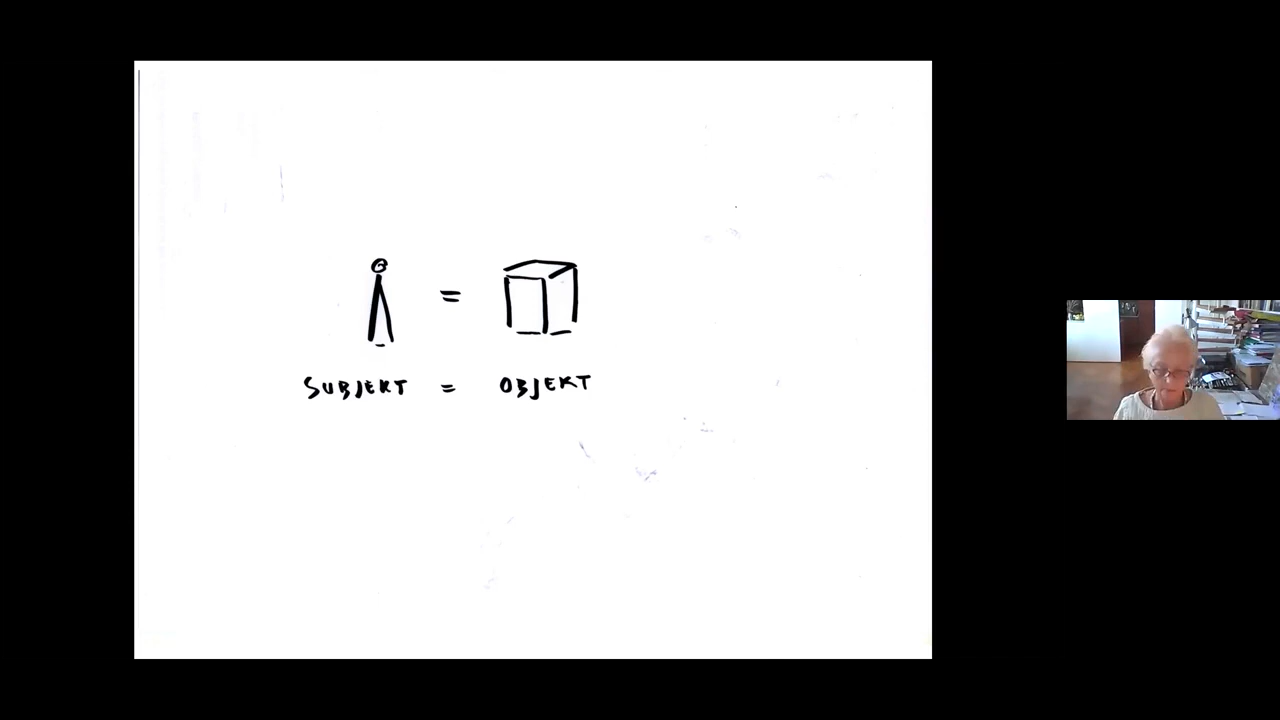 =
SUBJEKT = OBJEKT